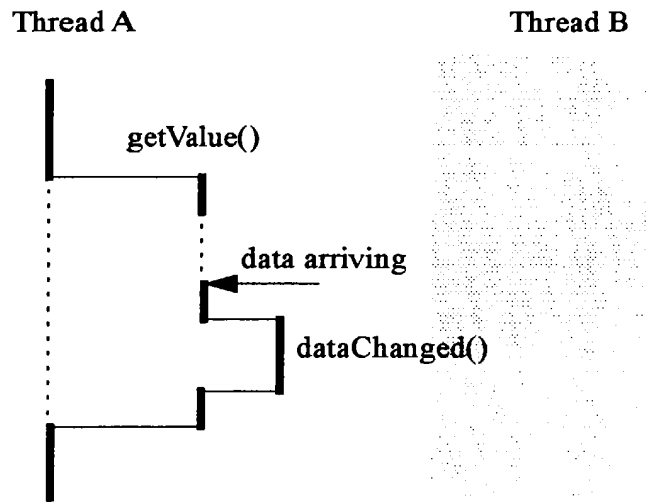 Thread A
Thread B
getValue()
data arriving
dataChanged()